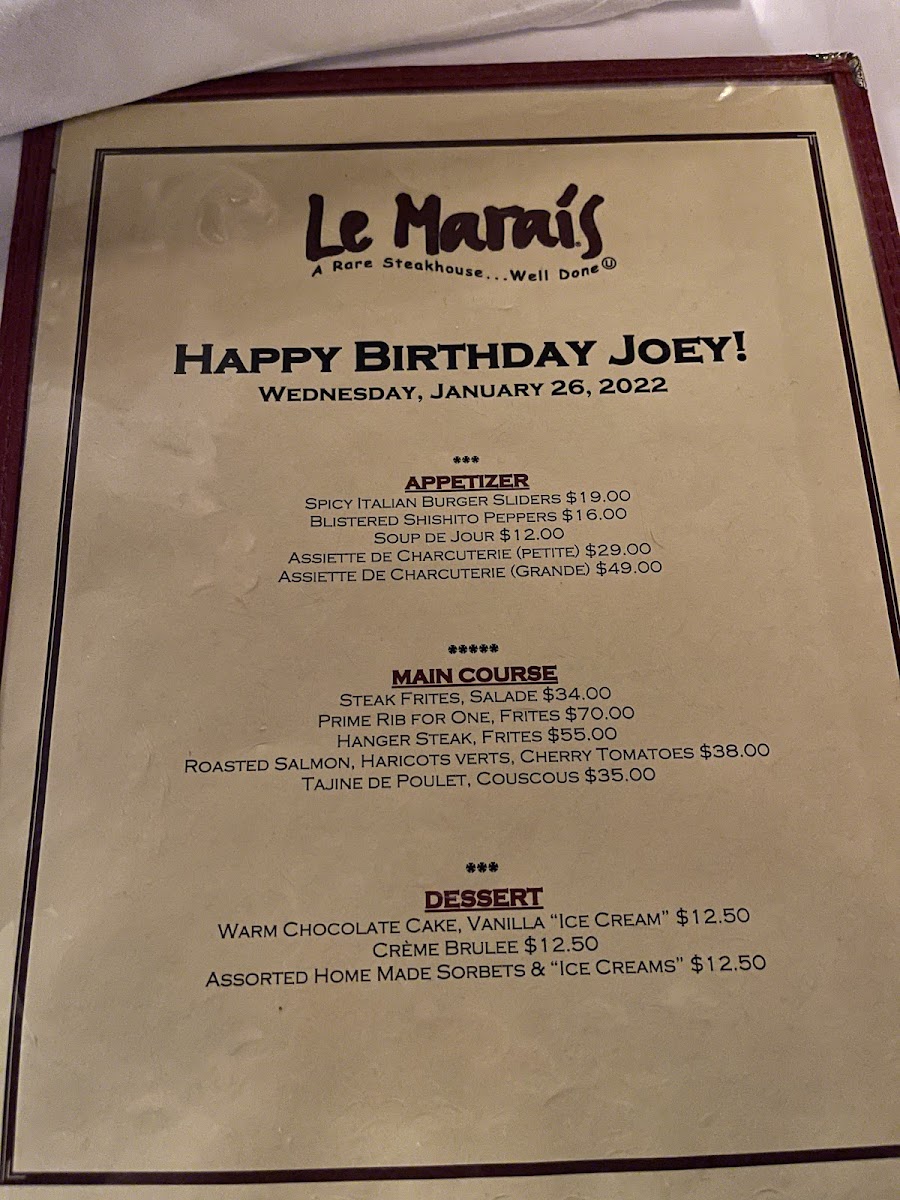 Le Marais
A Rare Steakhouse...Well Done Ⓤ
HAPPY BIRTHDAY JOEY!
WEDNESDAY, JANUARY 26, 2022
***
APPETIZER
SPICY ITALIAN BURGER SLIDERS $19.00
BLISTERED SHISHITO PEPPERS $16.00
SOUP DE JOUR $12.00
ASSIETTE DE CHARCUTERIE (PETITE) $29.00
ASSIETTE DE CHARCUTERIE (GRANDE) $49.00
*****
MAIN COURSE
STEAK FRITES, SALADE $34.00
PRIME RIB FOR ONE, FRITES $70.00
HANGER STEAK, FRITES $55.00
ROASTED SALMON, HARICOTS VERTS, CHERRY TOMATOES $38.00
TAJINE DE POULET, COUSCOUS $35.00
***
DESSERT
WARM CHOCOLATE CAKE, VANILLA “ICE CREAM” $12.50
CRÈME BRULEE $12.50
ASSORTED HOME MADE SORBETS & “ICE CREAMS” $12.50